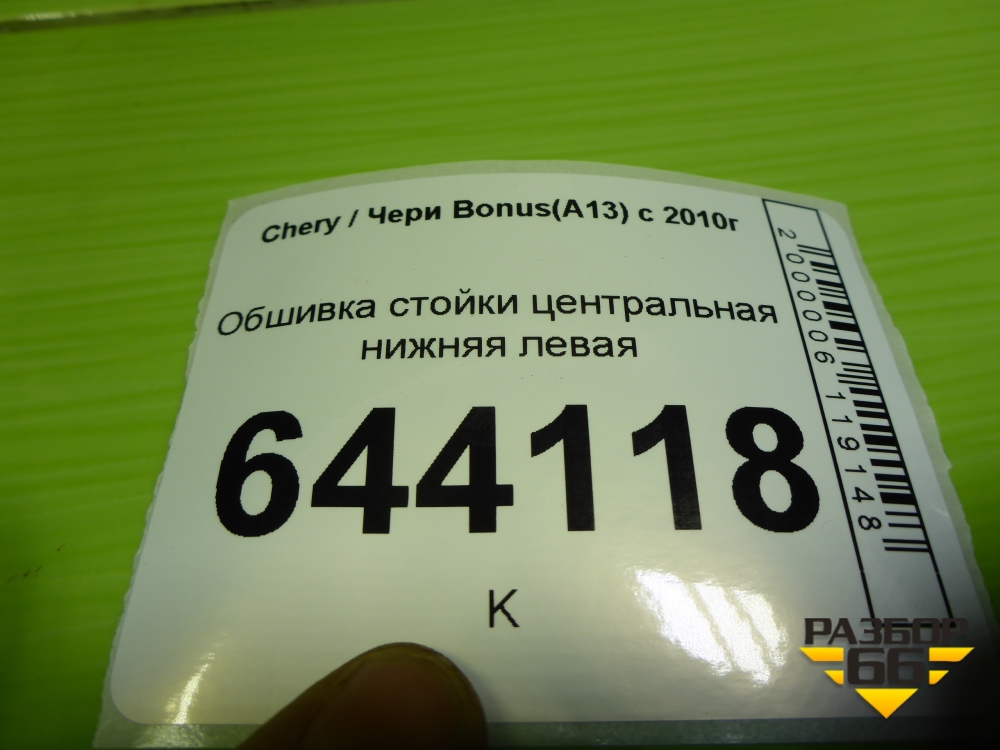 Chery / Чери Bonus(A13) с 2010г
Обшивка стойки центральная
нижняя левая
644118
К
2000006119148
РАЗБОР
66